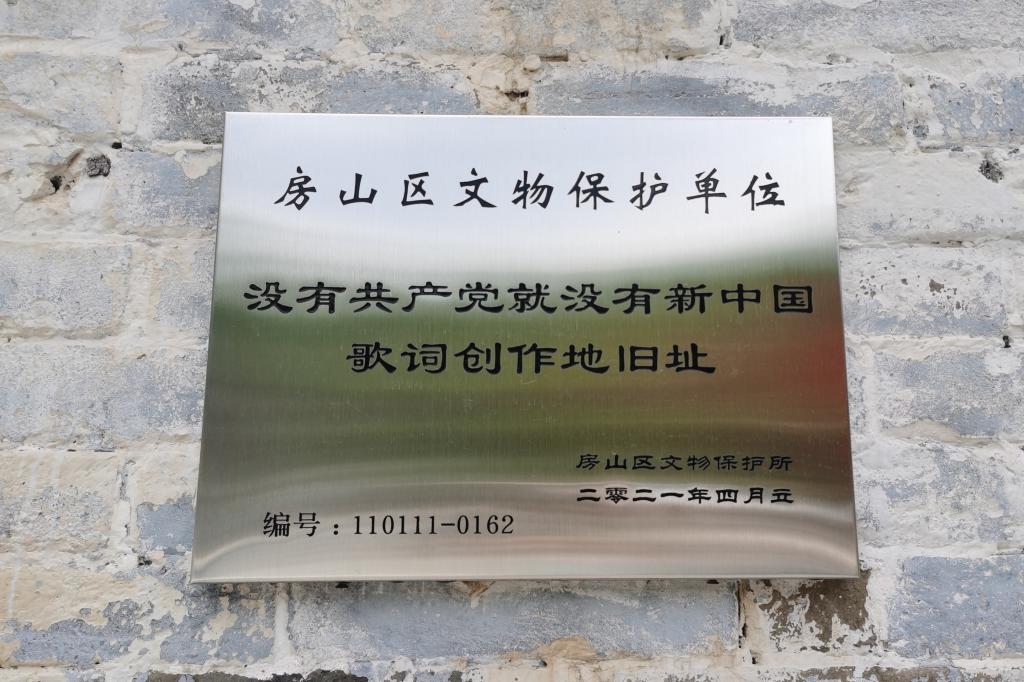 房山区文物保护单位
没有共产党就没有新中国
歌词创作地旧址
房山区文物保护所
二零二一年四月立
编号：110111-0162